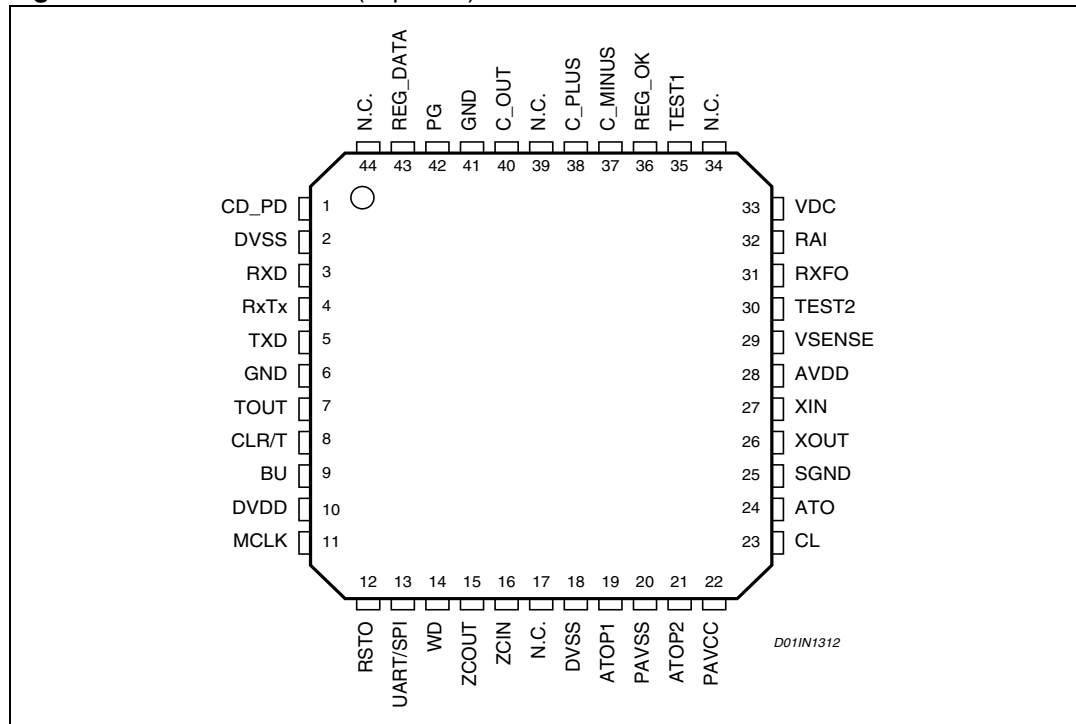 N.C.
REG_DATA
PG
GND
C_OUT
N.C.
C_PLUS
C_MINUS
REG_OK
TEST1
N.C.
44 43 42 41 40 39 38 37 36 35 34
CD_PD 1
DVSS 2
RXD 3
RxTx 4
TXD 5
GND 6
TOUT 7
CLR/T 8
BU 9
DVDD 10
MCLK 11
33 VDC
32 RAI
31 RXFO
30 TEST2
29 VSENSE
28 AVDD
27 XIN
26 XOUT
25 SGND
24 ATO
23 CL
12 13 14 15 16 17 18 19 20 21 22
RSTO
UART/SPI
WD
ZCOUT
ZCIN
N.C.
DVSS
ATOP1
PAVSS
ATOP2
PAVCC
D01IN1312